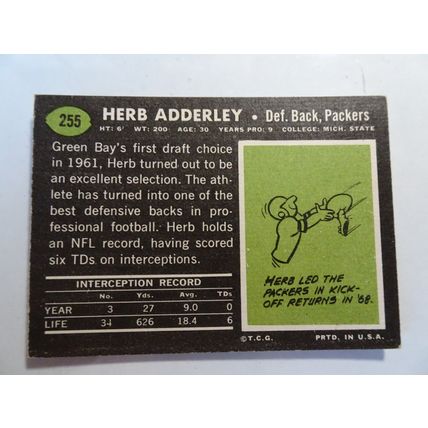 255
HERB ADDERLEY • Def. Back, Packers
HT: 6' WT: 200 AGE: 30 YEARS PRO: 9 COLLEGE: MICH. STATE
Green Bay's first draft choice
in 1961, Herb turned out to be
an excellent selection. The ath-
lete has turned into one of the
best defensive backs in pro-
fessional football. Herb holds
an NFL record, having scored
six TDs on interceptions.
INTERCEPTION RECORD
No. Yds. Avg. TDs
YEAR 3 27 9.0 0
LIFE 34 626 18.4 6
HERB LED THE
PACKERS IN KICK-
OFF RETURNS IN '68.
©T.C.G. PRTD. IN U.S.A.